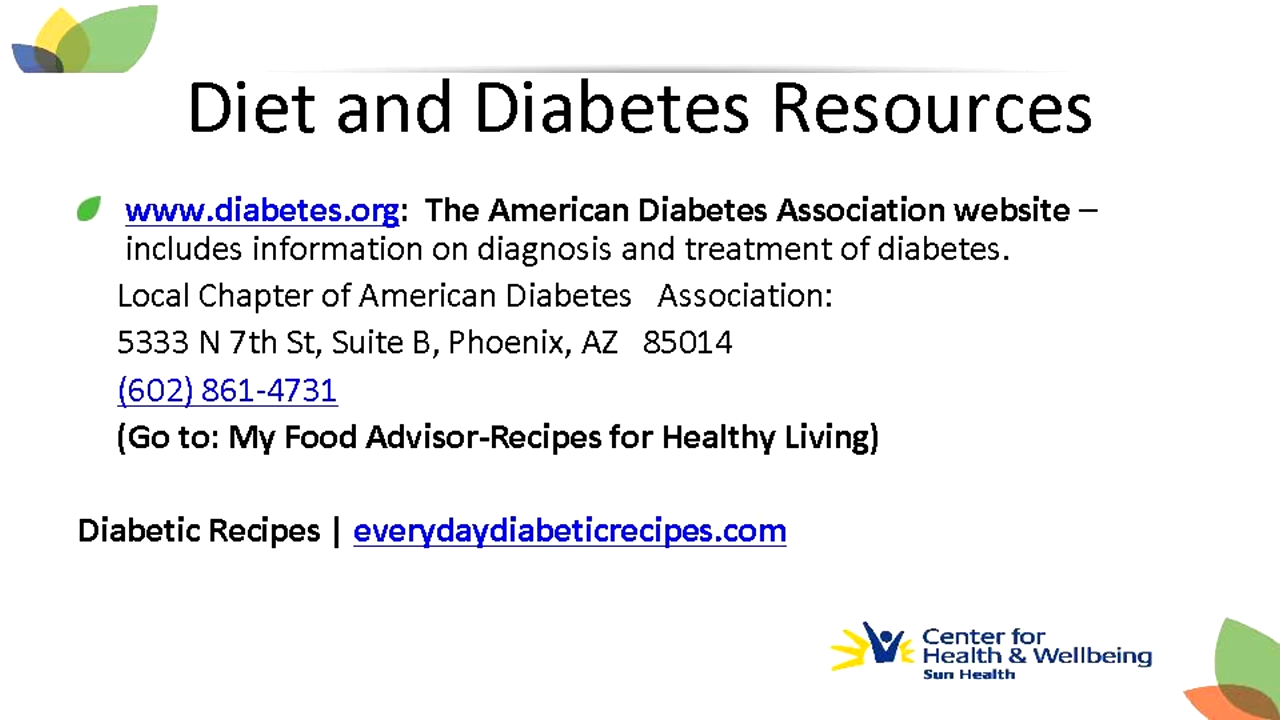 Diet and Diabetes Resources
www.diabetes.org: The American Diabetes Association website –
includes information on diagnosis and treatment of diabetes.
Local Chapter of American Diabetes Association:
5333 N 7th St, Suite B, Phoenix, AZ 85014
(602) 861-4731
(Go to: My Food Advisor-Recipes for Healthy Living)
Diabetic Recipes | everydaydiabeticrecipes.com
Center for
Health & Wellbeing
Sun Health